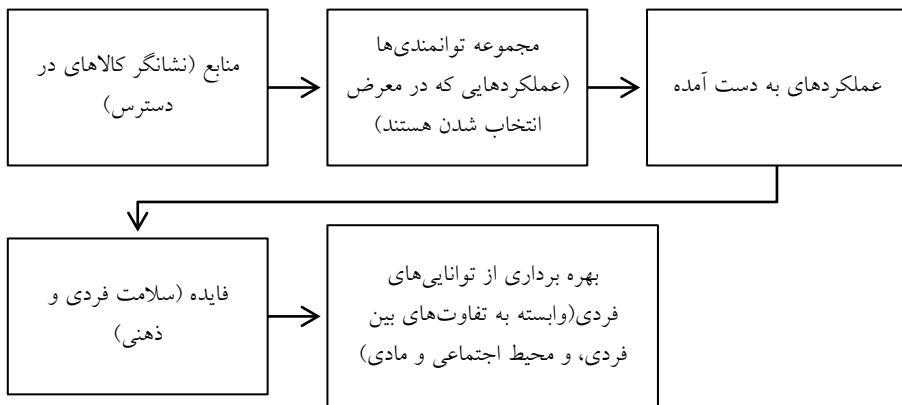 منابع (نشانگر کالاهای در
دسترس)
مجموعه توانمندی‌ها
(عملکردهایی که در معرض
انتخاب شدن هستند)
عملکردهای به دست آمده
فایده (سلامت فردی و
ذهنی)
بهره برداری از توانایی‌های
فردی(وابسته به تفاوت‌های بین
فردی، و محیط اجتماعی و مادی)